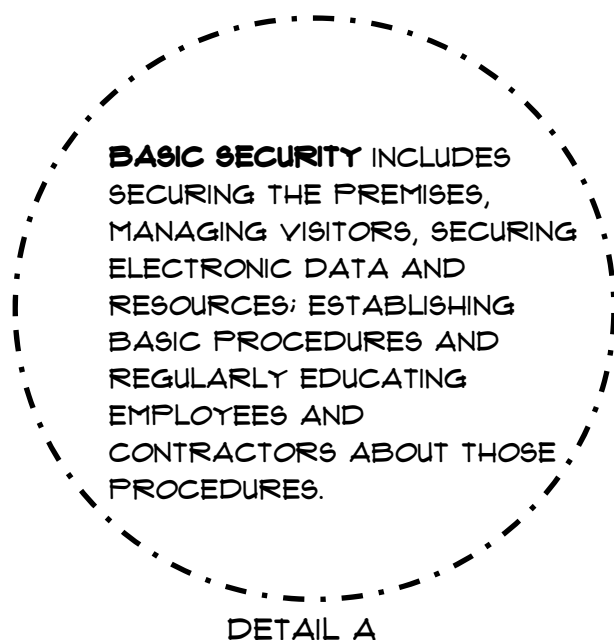 BASIC SECURITY INCLUDES
SECURING THE PREMISES,
MANAGING VISITORS, SECURING
ELECTRONIC DATA AND
RESOURCES; ESTABLISHING
BASIC PROCEDURES AND
REGULARLY EDUCATING
EMPLOYEES AND
CONTRACTORS ABOUT THOSE
PROCEDURES.
DETAIL A